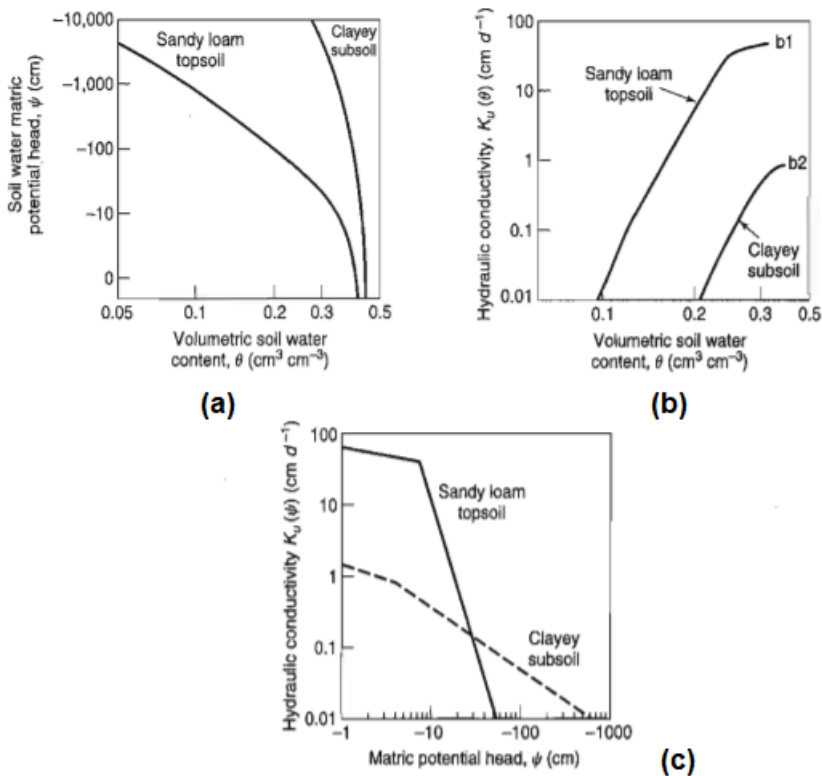 Soil water matric
potential head, ψ (cm)
−10,000
−1,000
−100
−10
0
Sandy loam
topsoil
Clayey
subsoil
0.05
0.1
0.2
0.3
0.5
Volumetric soil water
content, θ (cm³ cm⁻³)
(a)
Hydraulic conductivity, Kᵤ (θ) (cm d⁻¹)
100
10
1
0.1
0.01
b1
Sandy loam
topsoil
b2
Clayey
subsoil
0.1
0.2
0.3
0.5
Volumetric soil water
content, θ (cm³ cm⁻³)
(b)
Hydraulic conductivity Kᵤ (ψ) (cm d⁻¹)
100
10
1
0.1
0.01
Sandy loam
topsoil
Clayey
subsoil
−1
−10
−100
−1000
Matric potential head, ψ (cm)
(c)